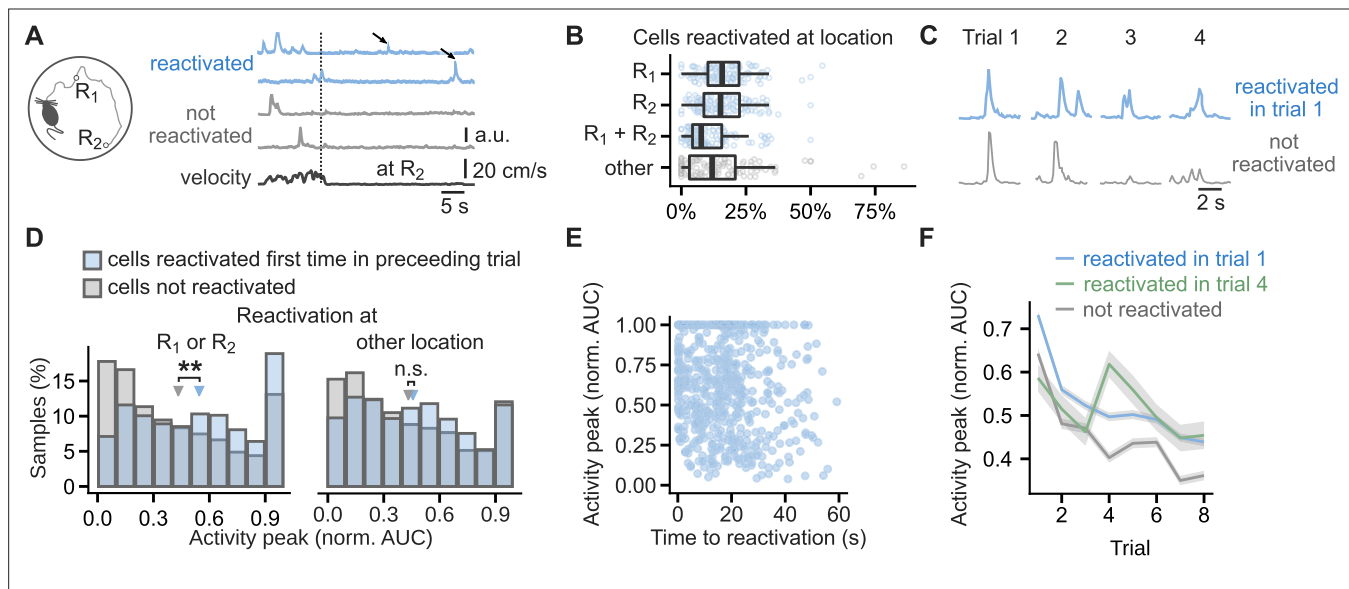 A
reactivated
not
reactivated
velocity
R1
R2
at R2
a.u.
20 cm/s
5 s
B
Cells reactivated at location
R1
R2
R1 + R2
other
0% 25% 50% 75%
C
Trial 1 2 3 4
reactivated
in trial 1
not
reactivated
2 s
D
cells reactivated first time in preceeding trial
cells not reactivated
Reactivation at
R1 or R2
**
other location
n.s.
Samples (%)
15
10
5
0
0.0 0.3 0.6 0.9
0.0 0.3 0.6 0.9
Activity peak (norm. AUC)
E
Activity peak (norm. AUC)
1.00
0.75
0.50
0.25
0.00
0 20 40 60
Time to reactivation (s)
F
reactivated in trial 1
reactivated in trial 4
not reactivated
Activity peak (norm. AUC)
0.7
0.6
0.5
0.4
2 4 6 8
Trial